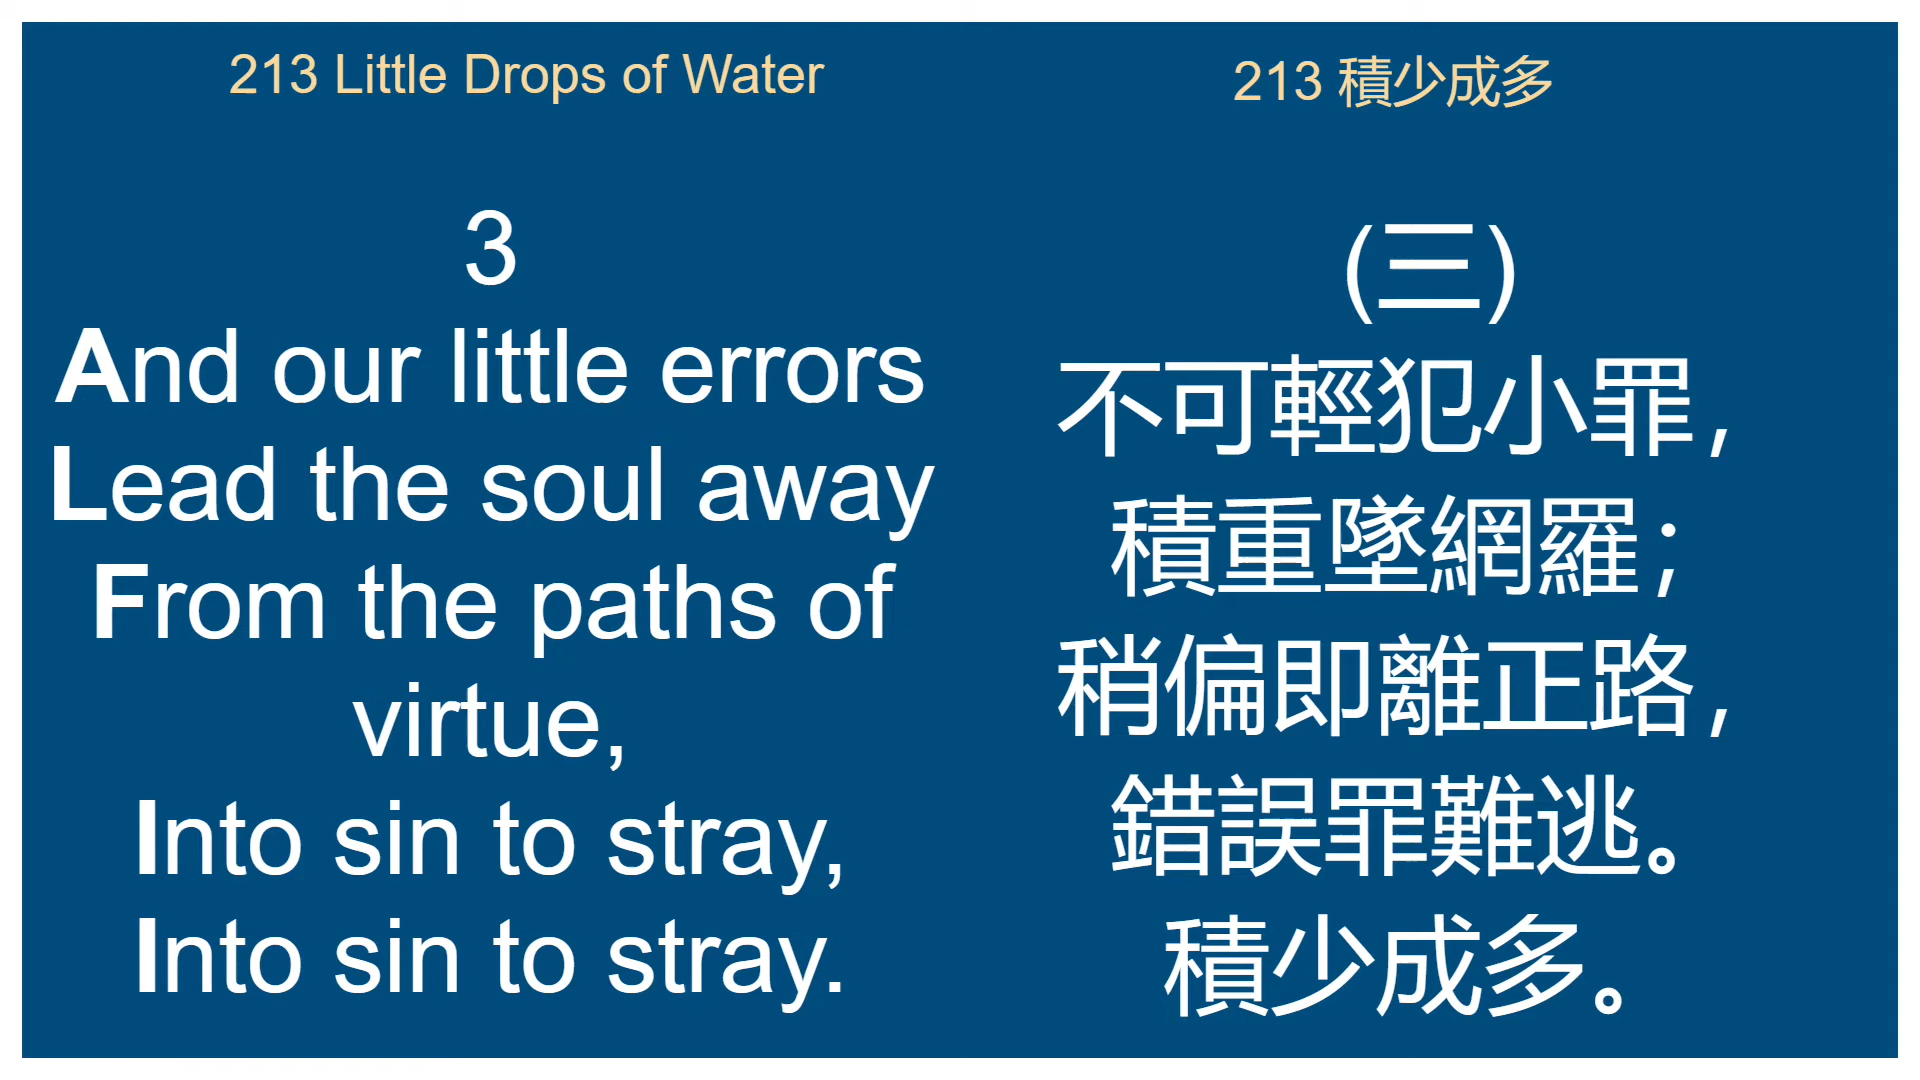 213 Little Drops of Water
3
And our little errors
Lead the soul away
From the paths of
virtue,
Into sin to stray,
Into sin to stray.
213 積少成多
(三)
不可輕犯小罪,
積重墜網羅;
稍偏即離正路,
錯誤罪難逃。
積少成多。